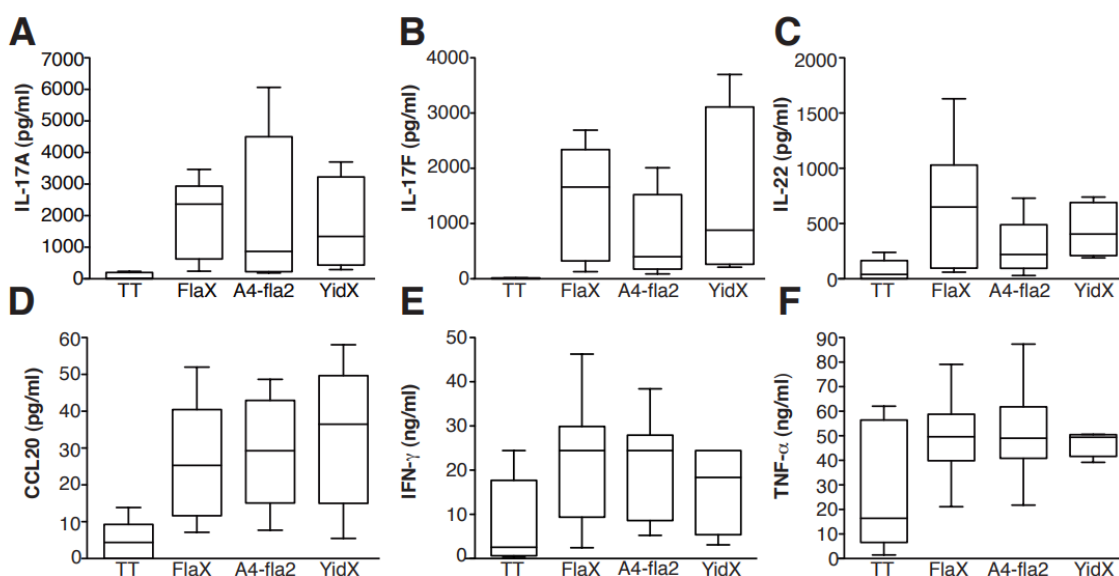 A
IL-17A (pg/ml)
7000
6000
5000
4000
3000
2000
1000
0
TT FlaX A4-fla2 YidX
B
IL-17F (pg/ml)
4000
3000
2000
1000
0
TT FlaX A4-fla2 YidX
C
IL-22 (pg/ml)
2000
1500
1000
500
0
TT FlaX A4-fla2 YidX
D
CCL20 (pg/ml)
60
50
40
30
20
10
0
TT FlaX A4-fla2 YidX
E
IFN-γ (ng/ml)
50
40
30
20
10
0
TT FlaX A4-fla2 YidX
F
TNF-α (ng/ml)
90
80
70
60
50
40
30
20
10
0
TT FlaX A4-fla2 YidX